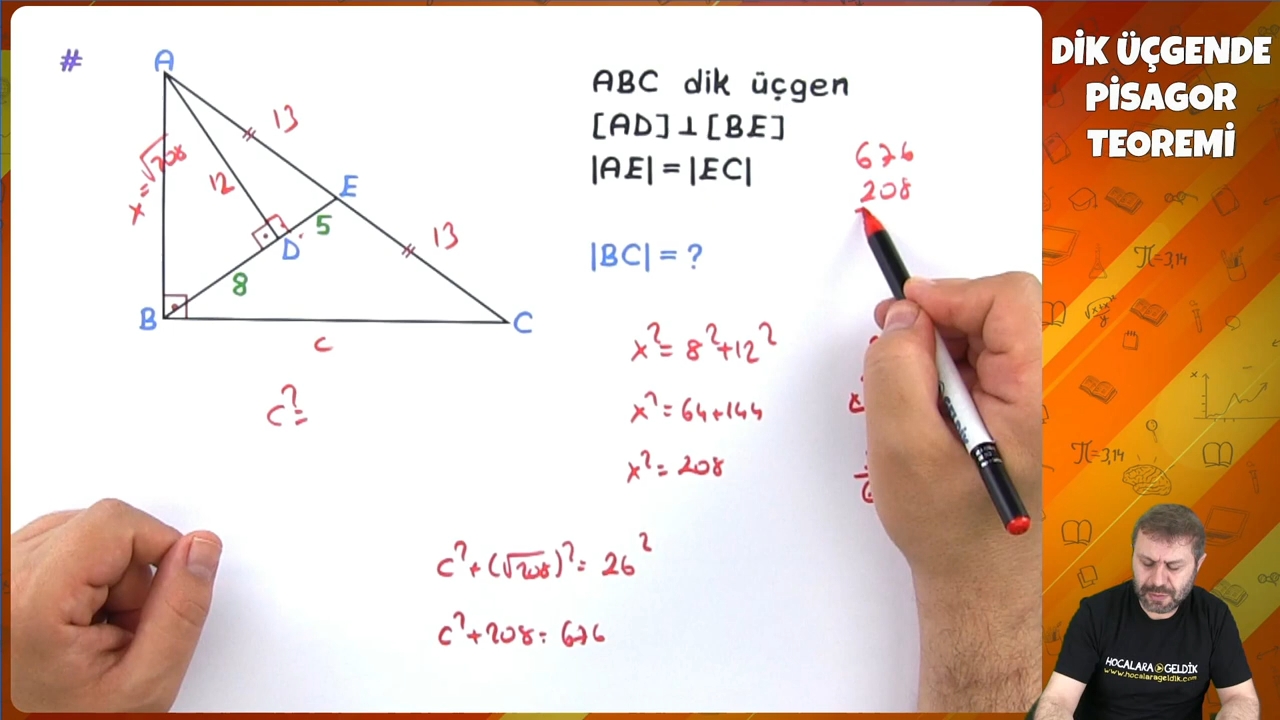 DİK ÜÇGENDE
PİSAGOR
TEOREMİ
#
A
13
x = √208
12
E
5
13
D
8
B
C
c
c²=
ABC dik üçgen
[AD]⊥[BE]
|AE|=|EC|
|BC|= ?
676
208
x²= 8²+12²
x²= 64+144
x²= 208
c²+(√208)²= 26²
c²+208= 676
π=3,14
π=3,14
HOCALARA GELDİK
www.hocalarageldik.com